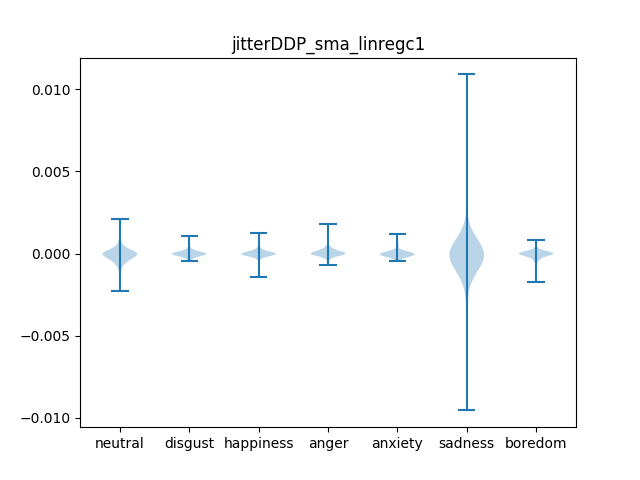 jitterDDP_sma_linregc1
0.010
0.005
0.000
−0.005
−0.010
neutral disgust happiness anger anxiety sadness boredom